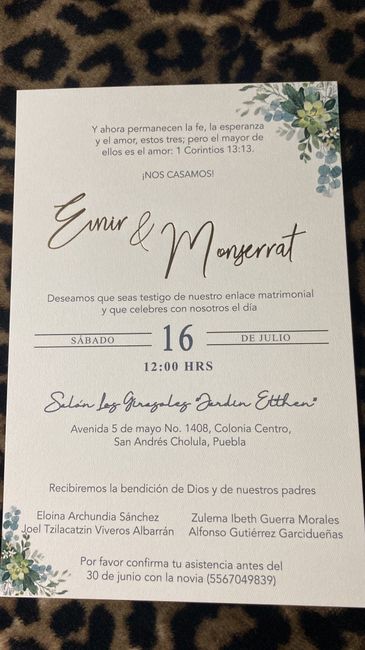 Y ahora permanecen la fe, la esperanza
y el amor, estos tres; pero el mayor de
ellos es el amor: 1 Corintios 13:13.
¡NOS CASAMOS!
Eunir & Monserrat
Deseamos que seas testigo de nuestro enlace matrimonial
y que celebres con nosotros el día
SÁBADO 16 DE JULIO
12:00 HRS
Salón Los Girasoles "Jardín Etthen"
Avenida 5 de mayo No. 1408, Colonia Centro,
San Andrés Cholula, Puebla
Recibiremos la bendición de Dios y de nuestros padres
Eloína Archundia Sánchez Zulema Ibeth Guerra Morales
Joel Tzilacatzin Viveros Albarrán Alfonso Gutiérrez Garcidueñas
Por favor confirma tu asistencia antes del
30 de junio con la novia (5567049839)